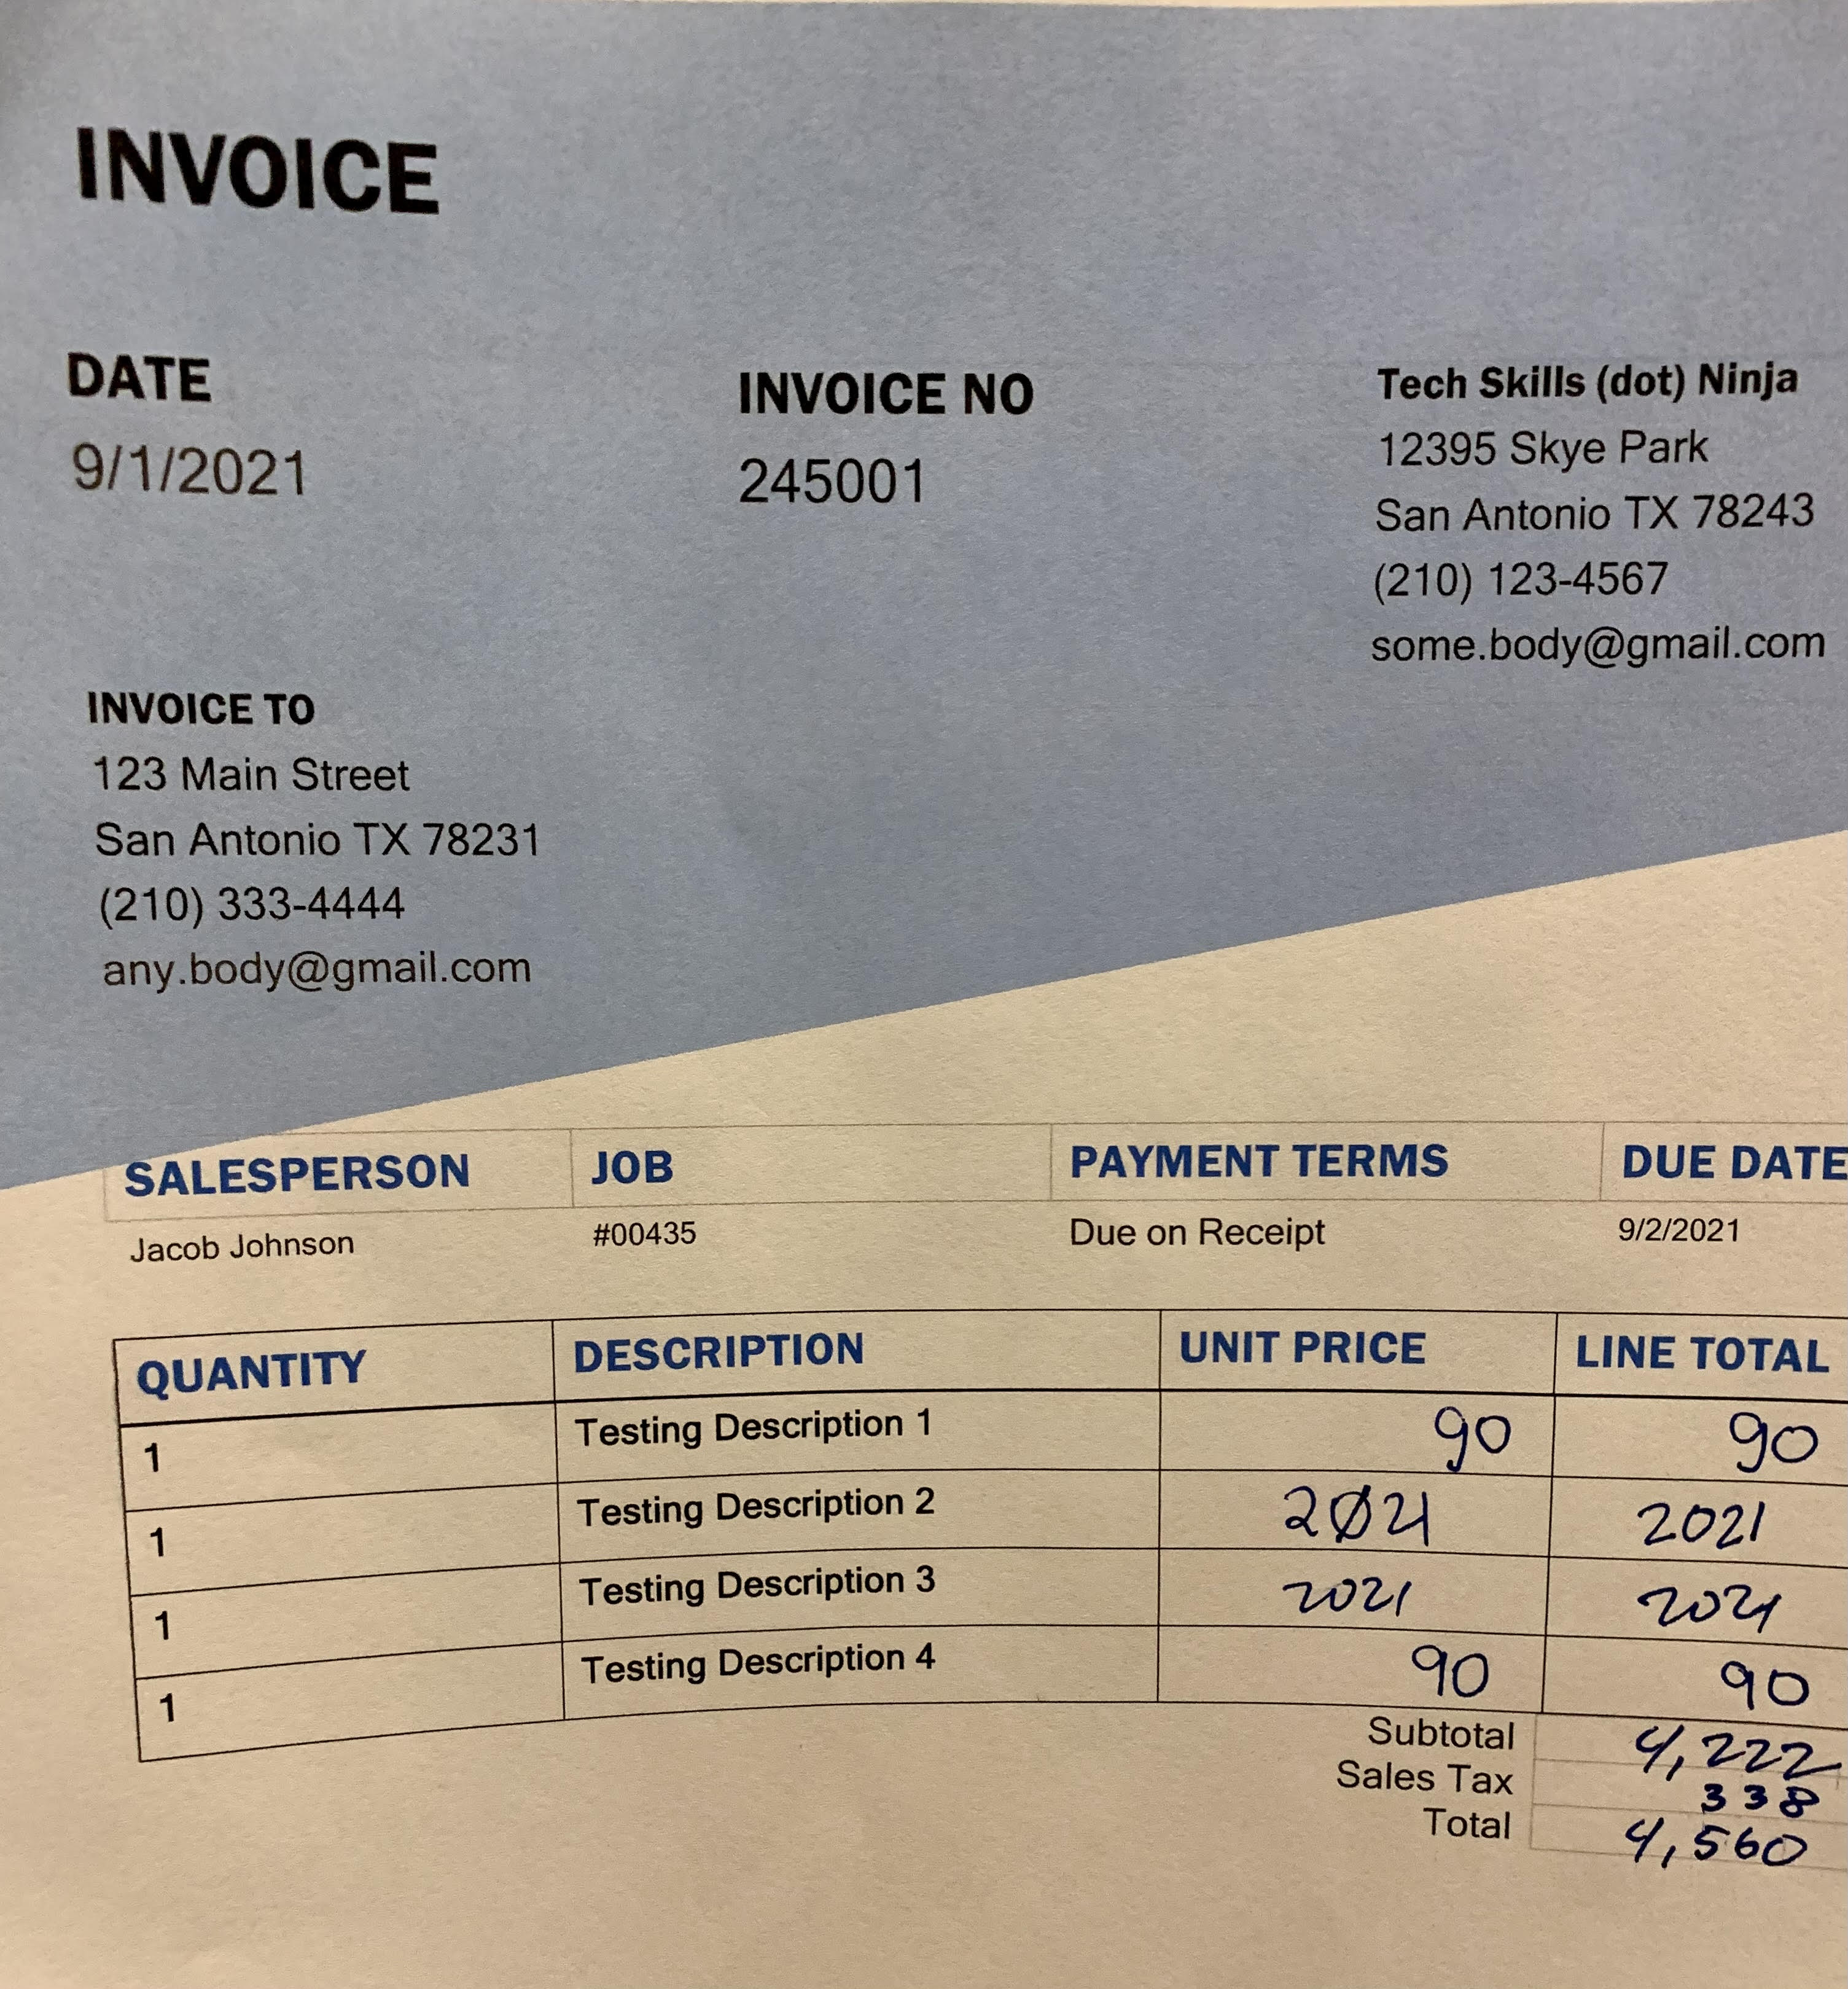 INVOICE
DATE
9/1/2021
INVOICE NO
245001
Tech Skills (dot) Ninja
12395 Skye Park
San Antonio TX 78243
(210) 123-4567
some.body@gmail.com
INVOICE TO
123 Main Street
San Antonio TX 78231
(210) 333-4444
any.body@gmail.com
SALESPERSON JOB PAYMENT TERMS DUE DATE
Jacob Johnson #00435 Due on Receipt 9/2/2021
QUANTITY DESCRIPTION UNIT PRICE LINE TOTAL
1 Testing Description 1 90 90
1 Testing Description 2 2021 2021
1 Testing Description 3 2021 2021
1 Testing Description 4 90 90
Subtotal 4,222
Sales Tax 338
Total 4,560